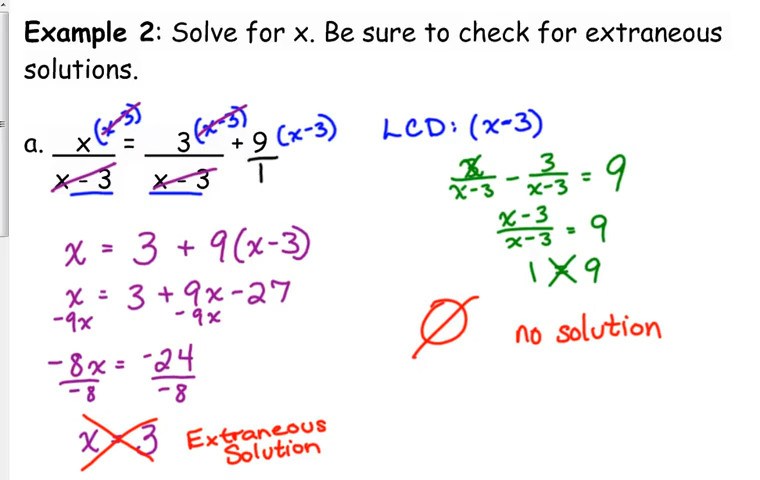 Example 2: Solve for x. Be sure to check for extraneous
solutions.
a. x(x-3)/(x - 3) = 3(x-3)/(x - 3) + 9/1 (x-3)
LCD: (x-3)
x/(x-3) - 3/(x-3) = 9
(x-3)/(x-3) = 9
1 = 9
x = 3 + 9(x-3)
x = 3 + 9x - 27
-9x -9x
-8x/-8 = -24/-8
x = 3 Extraneous
Solution
∅ no solution